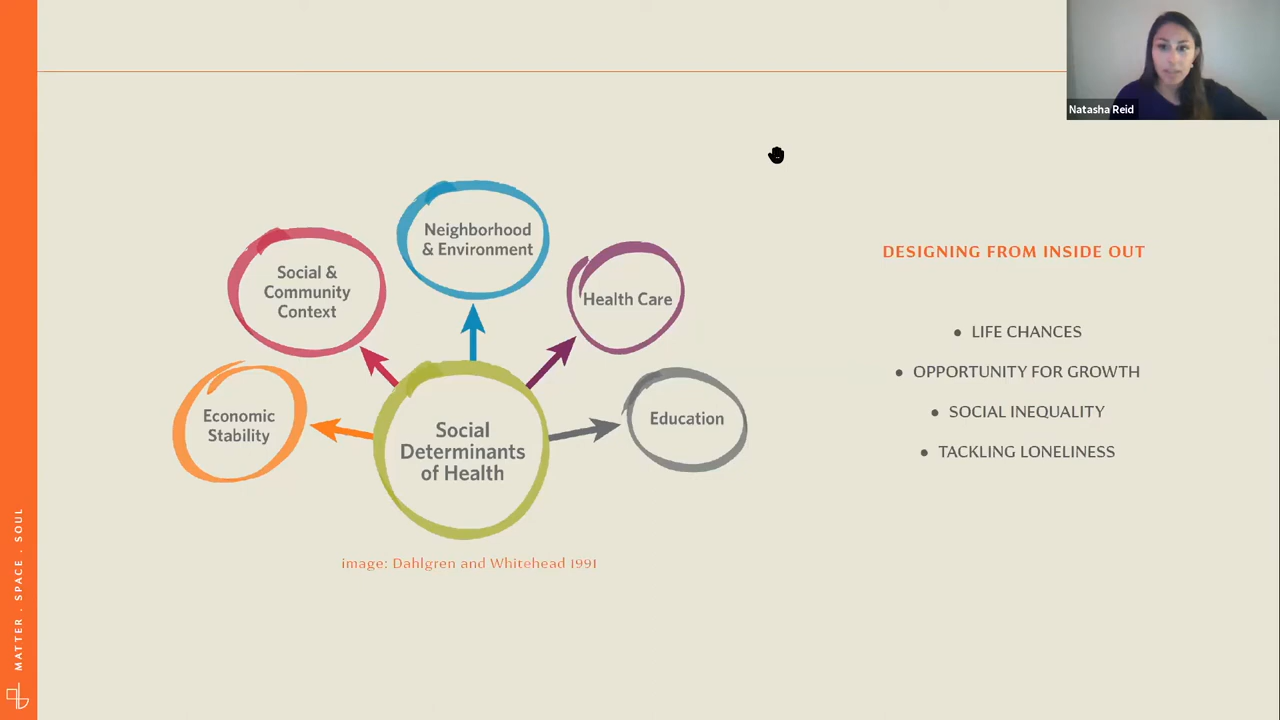 Natasha Reid
Neighborhood
& Environment
Social &
Community
Context
Health Care
Economic
Stability
Education
Social
Determinants
of Health
image: Dahlgren and Whitehead 1991
DESIGNING FROM INSIDE OUT
• LIFE CHANCES
• OPPORTUNITY FOR GROWTH
• SOCIAL INEQUALITY
• TACKLING LONELINESS
MATTER . SPACE . SOUL